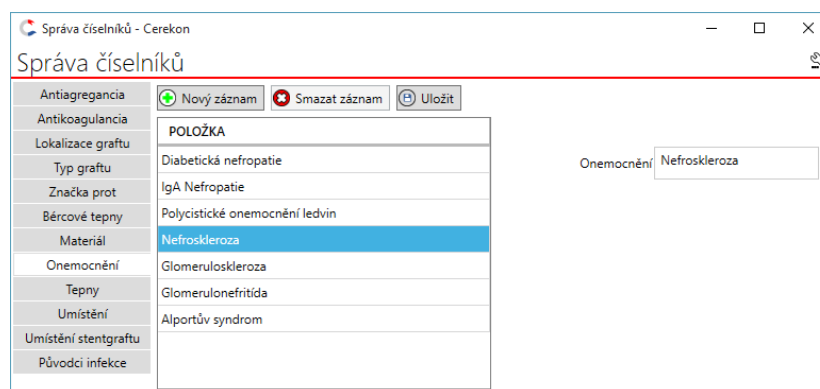 Správa číselníků - Cerekon
Správa číselníků
Antiagregancia
Antikoagulancia
Lokalizace graftu
Typ graftu
Značka prot
Bércové tepny
Materiál
Onemocnění
Tepny
Umístění
Umístění stentgraftu
Původci infekce
Nový záznam Smazat záznam Uložit
POLOŽKA
Diabetická nefropatie
IgA Nefropatie
Polycistické onemocnění ledvin
Nefroskleroza
Glomeruloskleroza
Glomerulonefritída
Alportův syndrom
Onemocnění Nefroskleroza